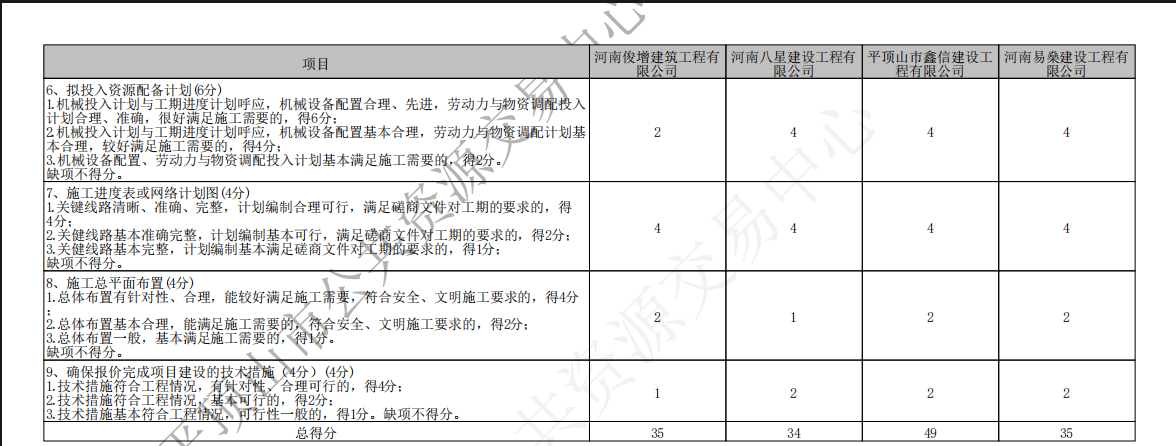 项目
河南俊增建筑工程有
限公司
河南八星建设工程有
限公司
平顶山市鑫信建设工
程有限公司
河南易燊建设工程有
限公司
6、拟投入资源配备计划(6分)
1.机械投入计划与工期进度计划呼应，机械设备配置合理、先进，劳动力与物资调配投入
计划合理、准确，很好满足施工需要的，得6分；
2.机械投入计划与工期进度计划呼应，机械设备配置基本合理，劳动力与物资调配计划基
本合理，较好满足施工需要的，得4分；
3.机械设备配置、劳动力与物资调配投入计划基本满足施工需要的，得2分。
缺项不得分。
2
4
4
4
7、施工进度表或网络计划图(4分)
1.关键线路清晰、准确、完整，计划编制合理可行，满足磋商文件对工期的要求的，得
4分；
2.关健线路基本准确完整，计划编制基本可行，满足磋商文件对工期的要求的，得2分；
3.关健线路基本完整，计划编制基本满足磋商文件对工期的要求的，得1分；
缺项不得分。
4
4
4
4
8、施工总平面布置(4分)
1.总体布置有针对性、合理，能较好满足施工需要，符合安全、文明施工要求的，得4分
；
2.总体布置基本合理，能满足施工需要的，符合安全、文明施工要求的，得2分；
3.总体布置一般，基本满足施工需要的，得1分。
缺项不得分。
2
1
2
2
9、确保报价完成项目建设的技术措施（4分）(4分)
1.技术措施符合工程情况，有针对性、合理可行的，得4分；
2.技术措施符合工程情况，基本可行的，得2分；
3.技术措施基本符合工程情况，可行性一般的，得1分。缺项不得分。
1
2
2
2
总得分
35
34
49
35
平顶山市公共资源交易中心
共资源交易中心